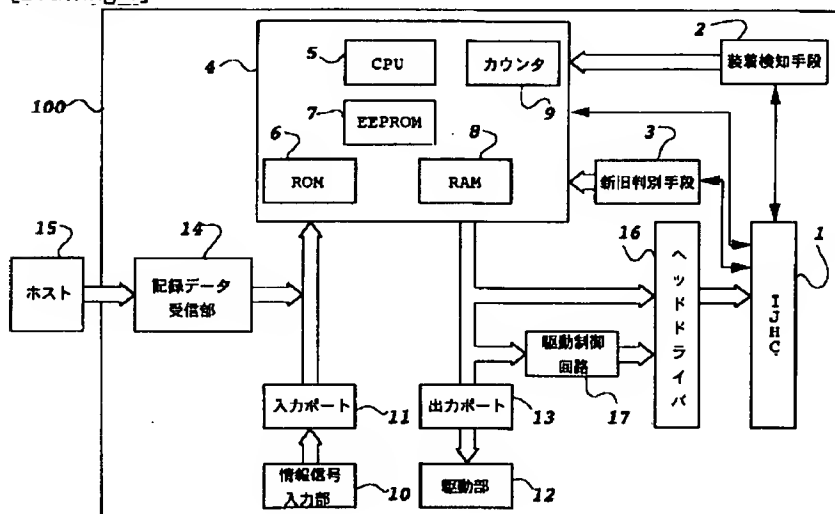 100
4
5
CPU
カウンタ
9
7
EEPROM
6
ROM
8
RAM
2
装着検知手段
3
新旧判別手段
15
ホスト
14
記録データ
受信部
16
ヘッドドライバ
1
IJHC
駆動制御
回路
17
入力ポート
11
出力ポート
13
情報信号
入力部
10
駆動部
12